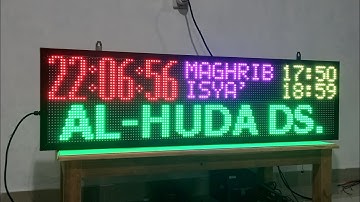 22:06:56 MAGHRIB 17:50
ISYA' 18:59
AL-HUDA DS.